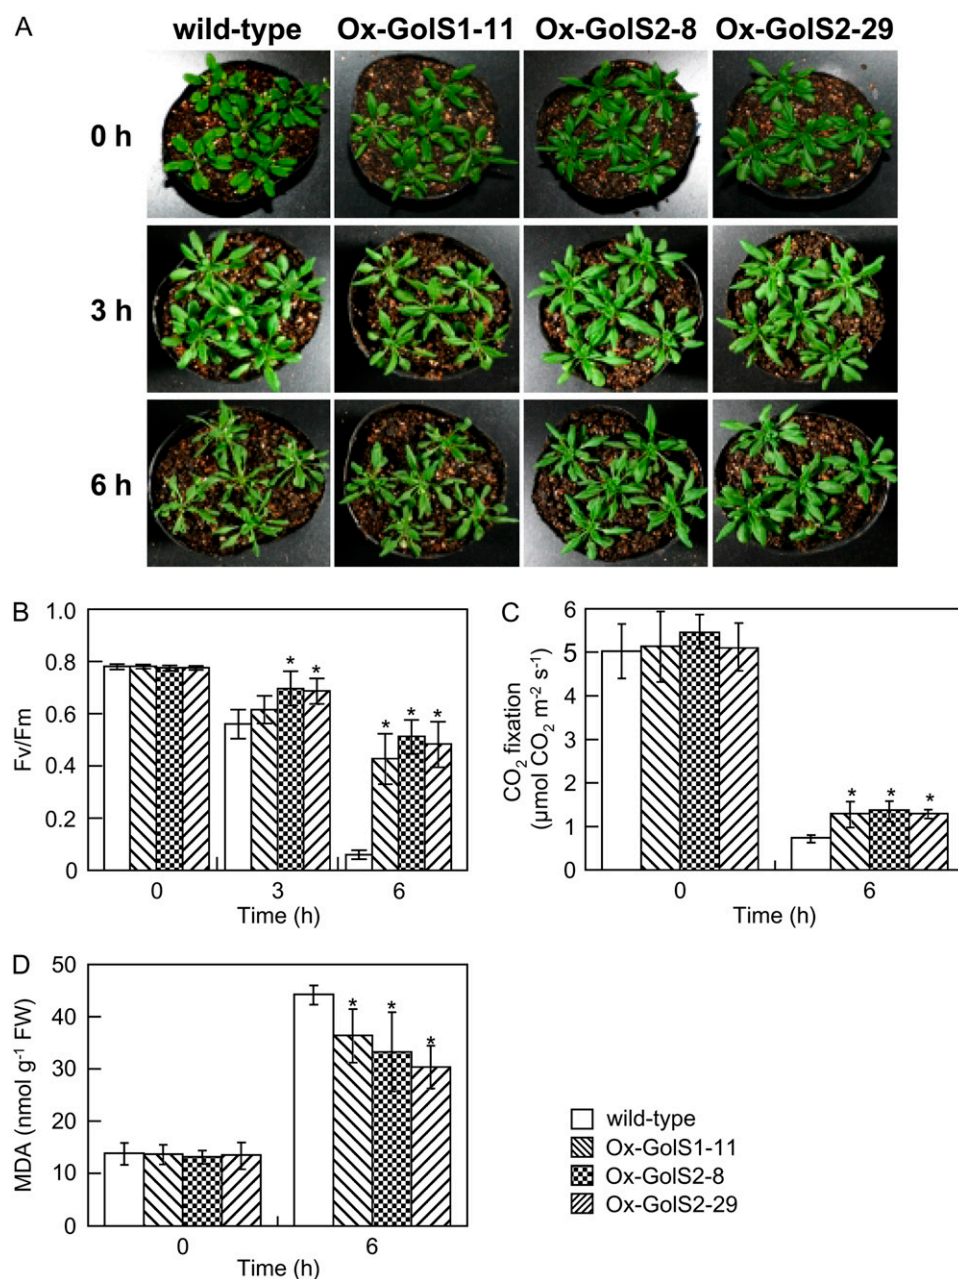 A
wild-type Ox-GolS1-11 Ox-GolS2-8 Ox-GolS2-29
0 h
3 h
6 h
B
1.0
0.8
0.6
0.4
0.2
0
Fv/Fm
* *
* * *
0 3 6
Time (h)
C
6
5
4
3
2
1
0
CO₂ fixation
(μmol CO₂ m⁻² s⁻¹)
* * *
0 6
Time (h)
D
50
40
30
20
10
0
MDA (nmol g⁻¹ FW)
* * *
0 6
Time (h)
wild-type
Ox-GolS1-11
Ox-GolS2-8
Ox-GolS2-29